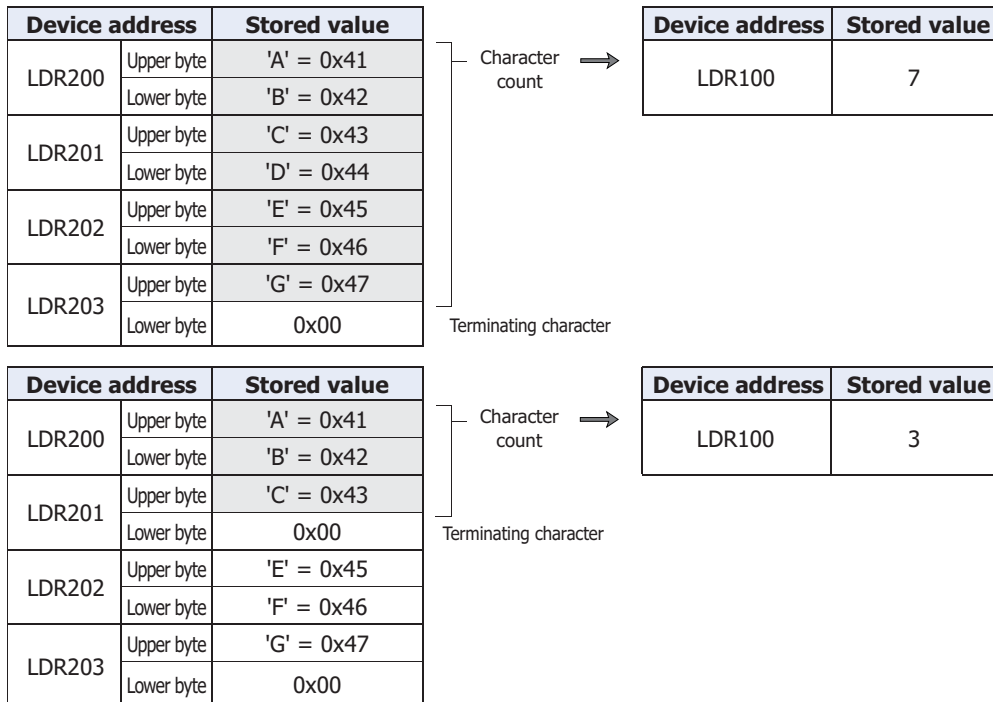 Device address Stored value
LDR200 Upper byte 'A' = 0x41
Lower byte 'B' = 0x42
LDR201 Upper byte 'C' = 0x43
Lower byte 'D' = 0x44
LDR202 Upper byte 'E' = 0x45
Lower byte 'F' = 0x46
LDR203 Upper byte 'G' = 0x47
Lower byte 0x00
Character
count
Terminating character
Device address Stored value
LDR100 7
Device address Stored value
LDR200 Upper byte 'A' = 0x41
Lower byte 'B' = 0x42
LDR201 Upper byte 'C' = 0x43
Lower byte 0x00
LDR202 Upper byte 'E' = 0x45
Lower byte 'F' = 0x46
LDR203 Upper byte 'G' = 0x47
Lower byte 0x00
Character
count
Terminating character
Device address Stored value
LDR100 3